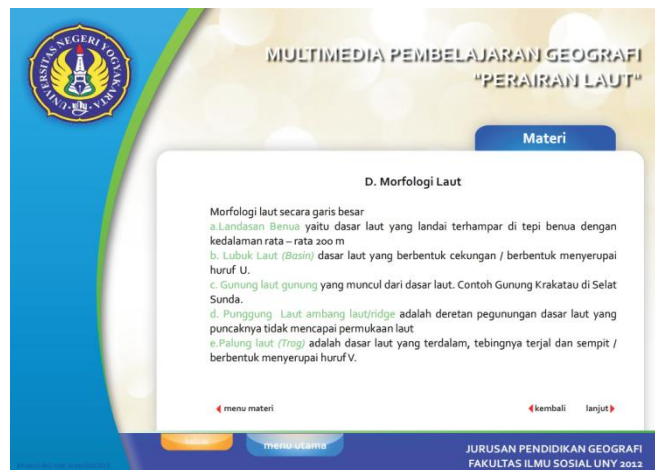 UNIVERSITAS NEGERI YOGYAKARTA
MULTIMEDIA PEMBELAJARAN GEOGRAFI
"PERAIRAN LAUT"
Materi
D. Morfologi Laut
Morfologi laut secara garis besar
a.Landasan Benua yaitu dasar laut yang landai terhampar di tepi benua dengan
kedalaman rata – rata 200 m
b. Lubuk Laut (Basin) dasar laut yang berbentuk cekungan / berbentuk menyerupai
huruf U.
c. Gunung laut gunung yang muncul dari dasar laut. Contoh Gunung Krakatau di Selat
Sunda.
d. Punggung Laut ambang laut/ridge adalah deretan pegunungan dasar laut yang
puncaknya tidak mencapai permukaan laut
e.Palung laut (Trog) adalah dasar laut yang terdalam, tebingnya terjal dan sempit /
berbentuk menyerupai huruf V.
menu materi
kembali lanjut
menu utama
JURUSAN PENDIDIKAN GEOGRAFI
FAKULTAS ILMU SOSIAL UNY 2012